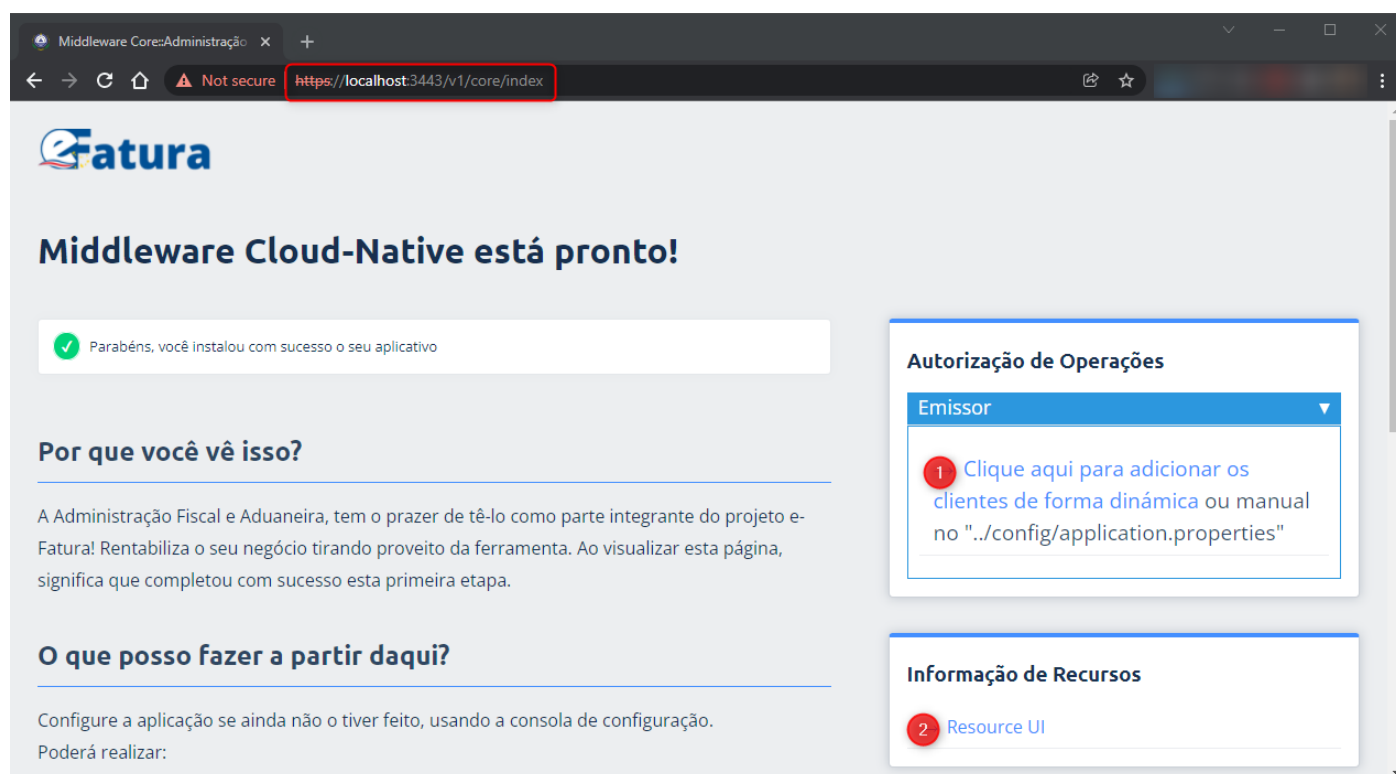 Middleware Core::Administração
Not secure
https://localhost:3443/v1/core/index
eFatura
Middleware Cloud-Native está pronto!
Parabéns, você instalou com sucesso o seu aplicativo
Por que você vê isso?
A Administração Fiscal e Aduaneira, tem o prazer de tê-lo como parte integrante do projeto e-
Fatura! Rentabiliza o seu negócio tirando proveito da ferramenta. Ao visualizar esta página,
significa que completou com sucesso esta primeira etapa.
O que posso fazer a partir daqui?
Configure a aplicação se ainda não o tiver feito, usando a consola de configuração.
Poderá realizar:
Autorização de Operações
Emissor ▼
1 Clique aqui para adicionar os
clientes de forma dinámica ou manual
no "../config/application.properties"
Informação de Recursos
2 Resource UI